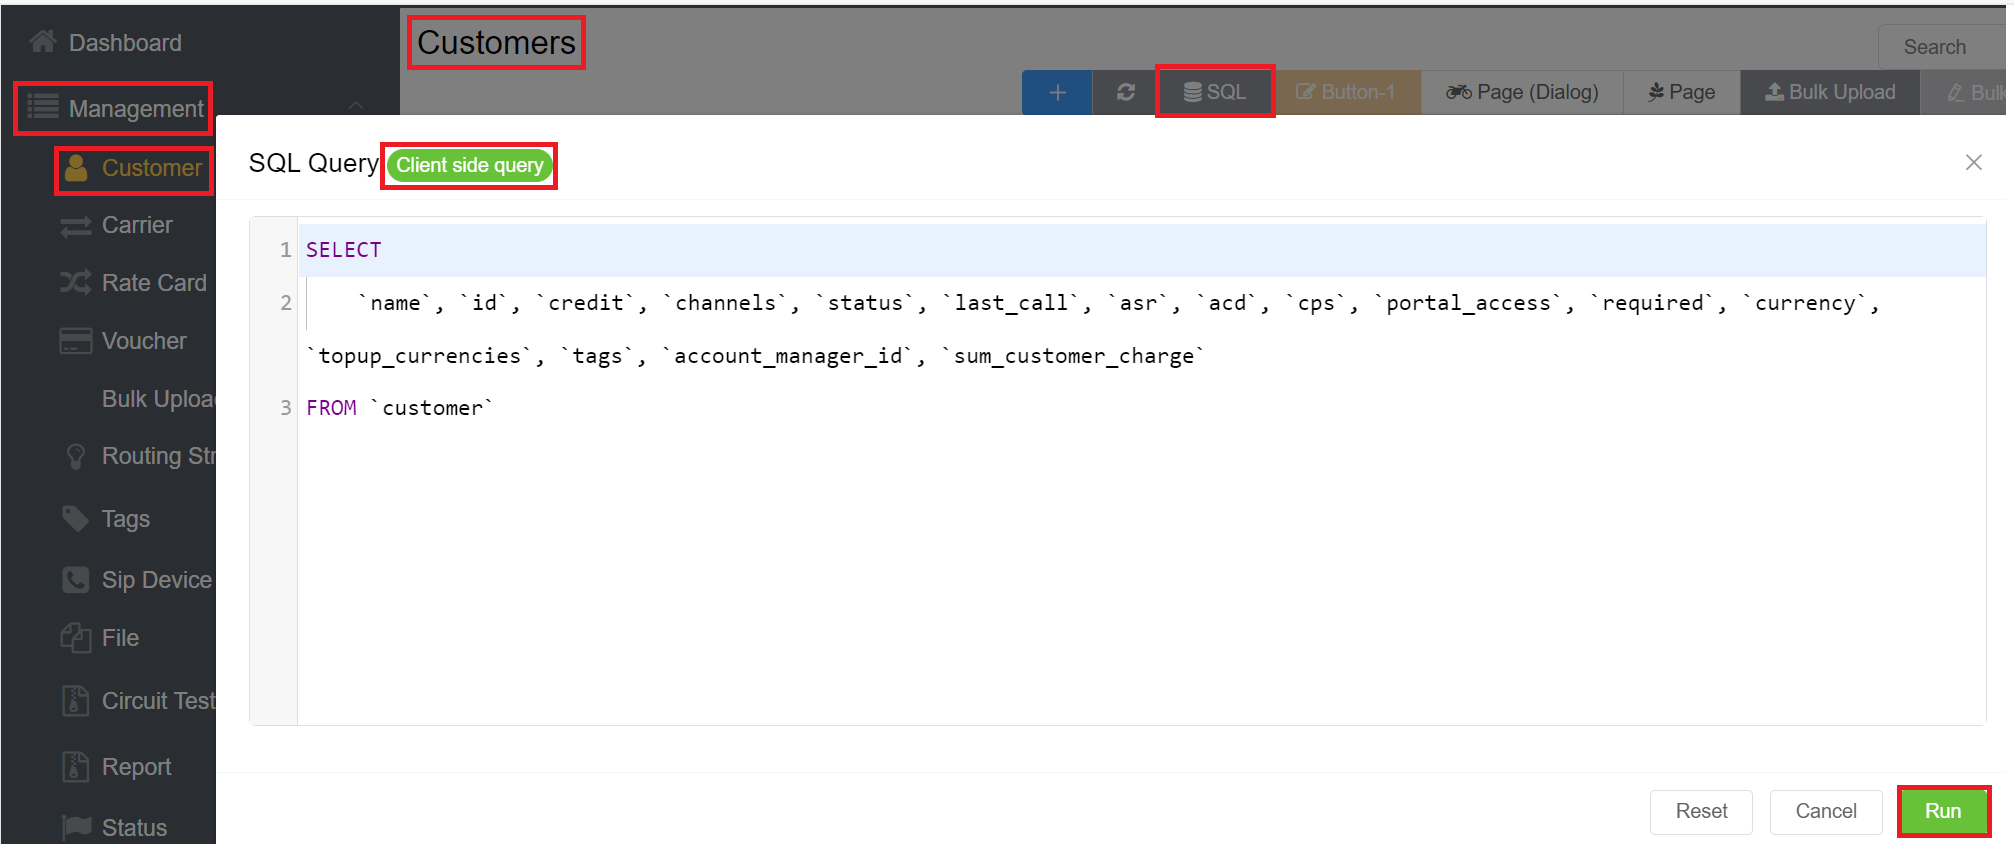 Dashboard
Customers
Search
Management
+
SQL
Button-1
Page (Dialog)
Page
Bulk Upload
Bulk
Customer
SQL Query
Client side query
Carrier
Rate Card
Voucher
Bulk Upload
Routing Str
Tags
Sip Device
File
Circuit Test
Report
Status
1 SELECT
2 `name`, `id`, `credit`, `channels`, `status`, `last_call`, `asr`, `acd`, `cps`, `portal_access`, `required`, `currency`,
`topup_currencies`, `tags`, `account_manager_id`, `sum_customer_charge`
3 FROM `customer`
Reset
Cancel
Run